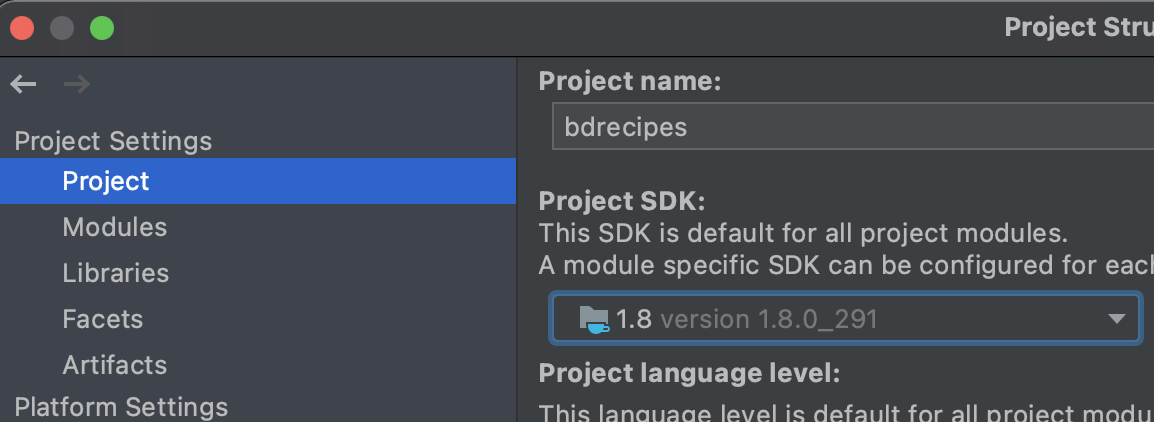 Project Stru
Project Settings
Project
Modules
Libraries
Facets
Artifacts
Platform Settings
Project name:
bdrecipes
Project SDK:
This SDK is default for all project modules.
A module specific SDK can be configured for each
1.8 version 1.8.0_291
Project language level:
This language level is default for all project modu